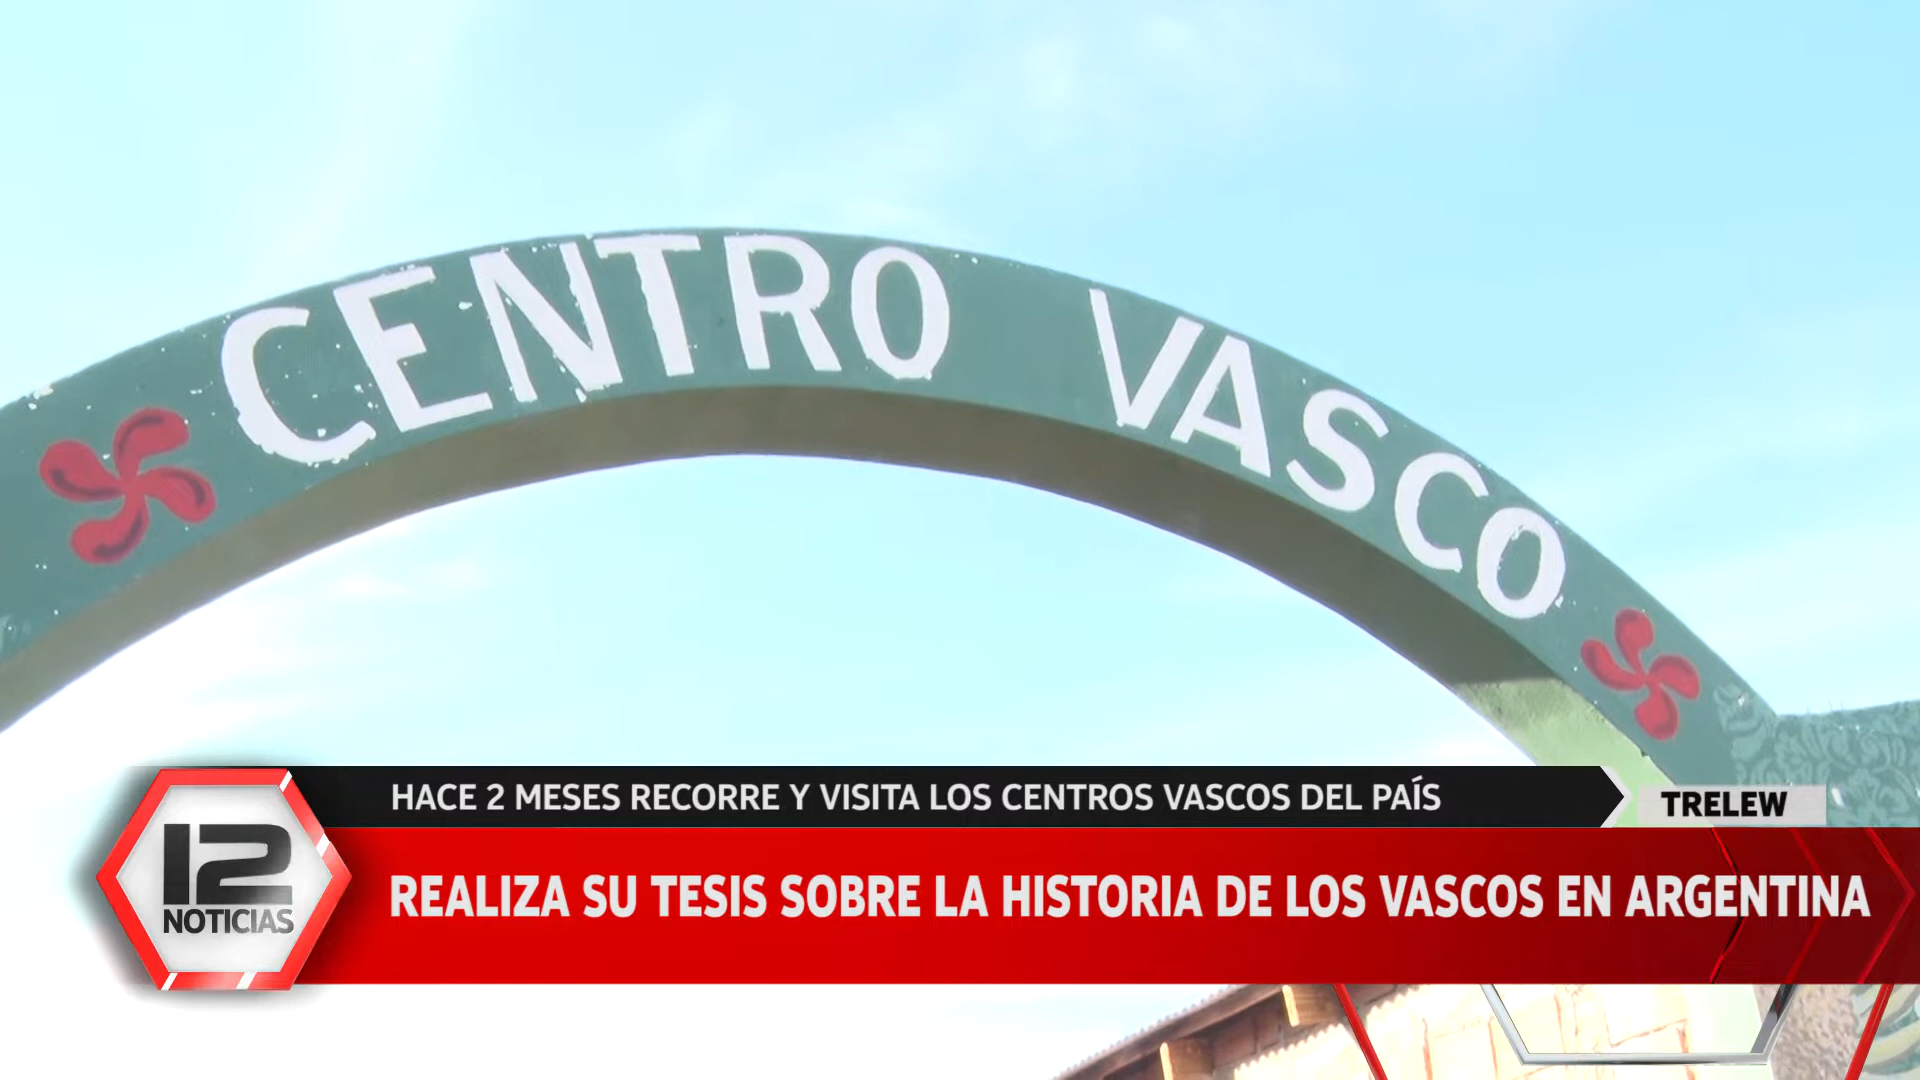 CENTRO VASCO
HACE 2 MESES RECORRE Y VISITA LOS CENTROS VASCOS DEL PAÍS
TRELEW
12
NOTICIAS
REALIZA SU TESIS SOBRE LA HISTORIA DE LOS VASCOS EN ARGENTINA